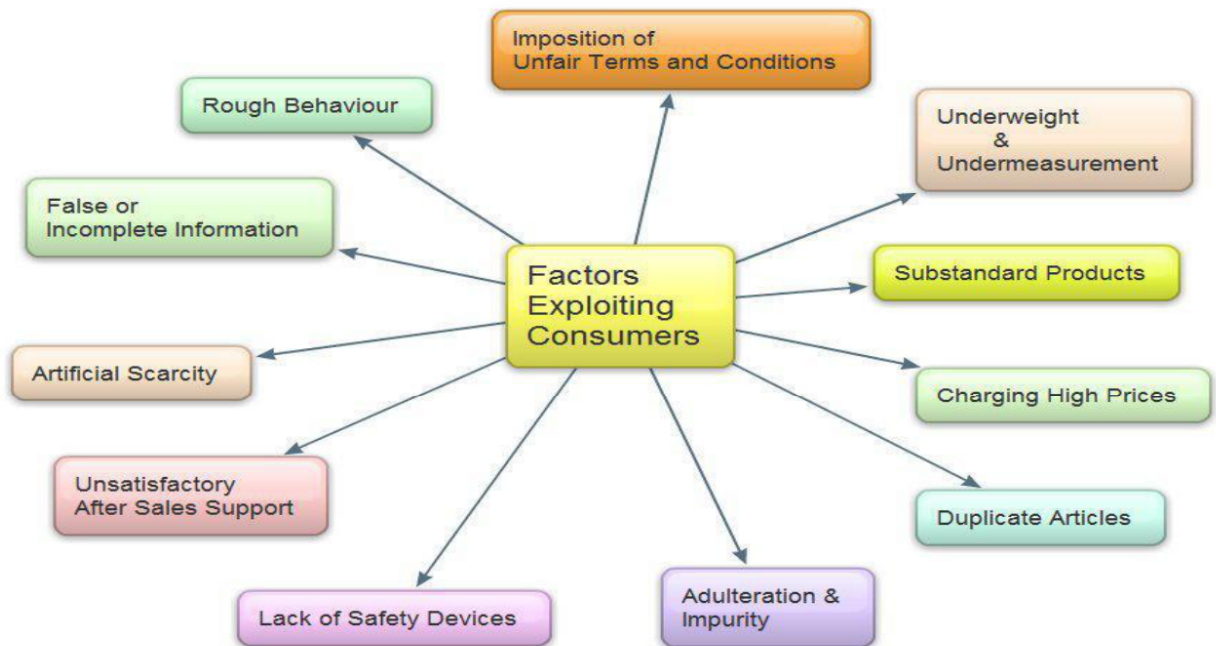 Imposition of
Unfair Terms and Conditions
Rough Behaviour
Underweight
&
Undermeasurement
False or
Incomplete Information
Factors
Exploiting
Consumers
Substandard Products
Artificial Scarcity
Charging High Prices
Unsatisfactory
After Sales Support
Duplicate Articles
Lack of Safety Devices
Adulteration &
Impurity